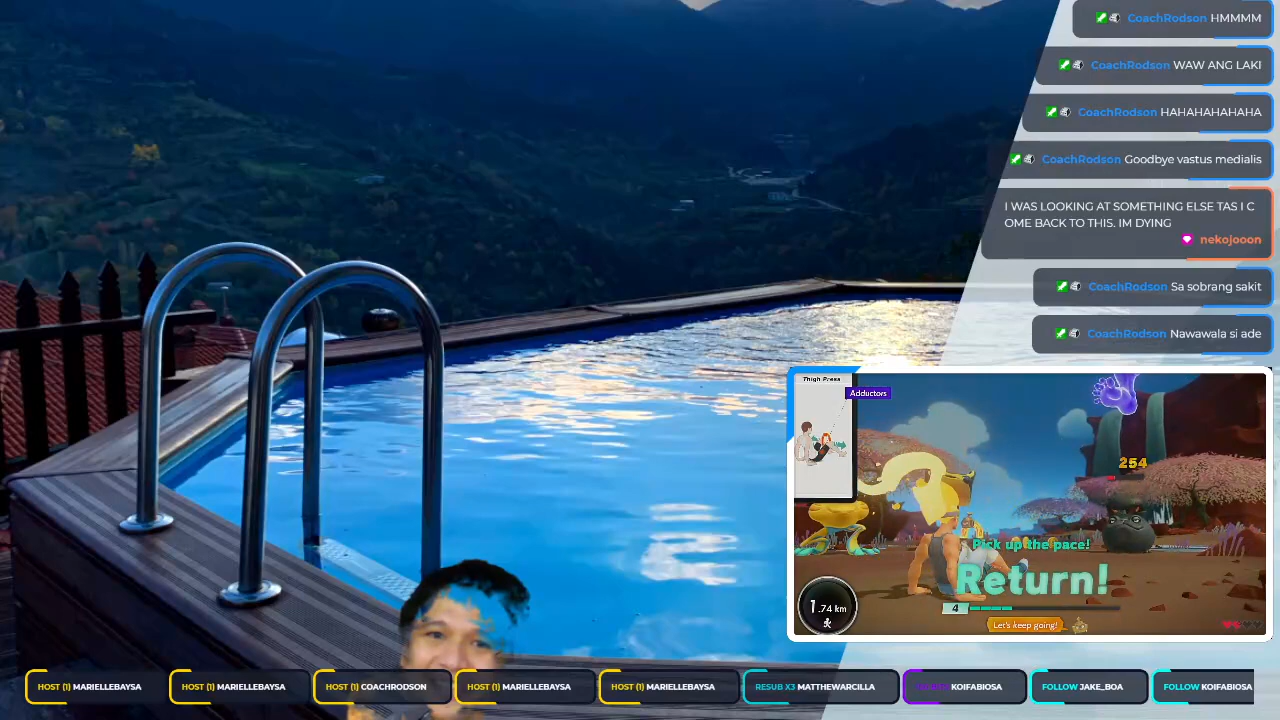 CoachRodson HMMMM
CoachRodson WAW ANG LAKI
CoachRodson HAHAHAHAHAHA
CoachRodson Goodbye vastus medialis
I WAS LOOKING AT SOMETHING ELSE TAS I C
OME BACK TO THIS. IM DYING
nekojooon
CoachRodson Sa sobrang sakit
CoachRodson Nawawala si ade
Thigh Press
Adductors
254
Pick up the pace!
Return!
4
1.74 km
Let's keep going!
HOST (1) MARIELLEBAYSA
HOST (1) MARIELLEBAYSA
HOST (1) COACHRODSON
HOST (1) MARIELLEBAYSA
HOST (1) MARIELLEBAYSA
RESUB X3 MATTHEWARCILLA
KOIFABIOSA
FOLLOW JAKE_BOA
FOLLOW KOIFABIOSA